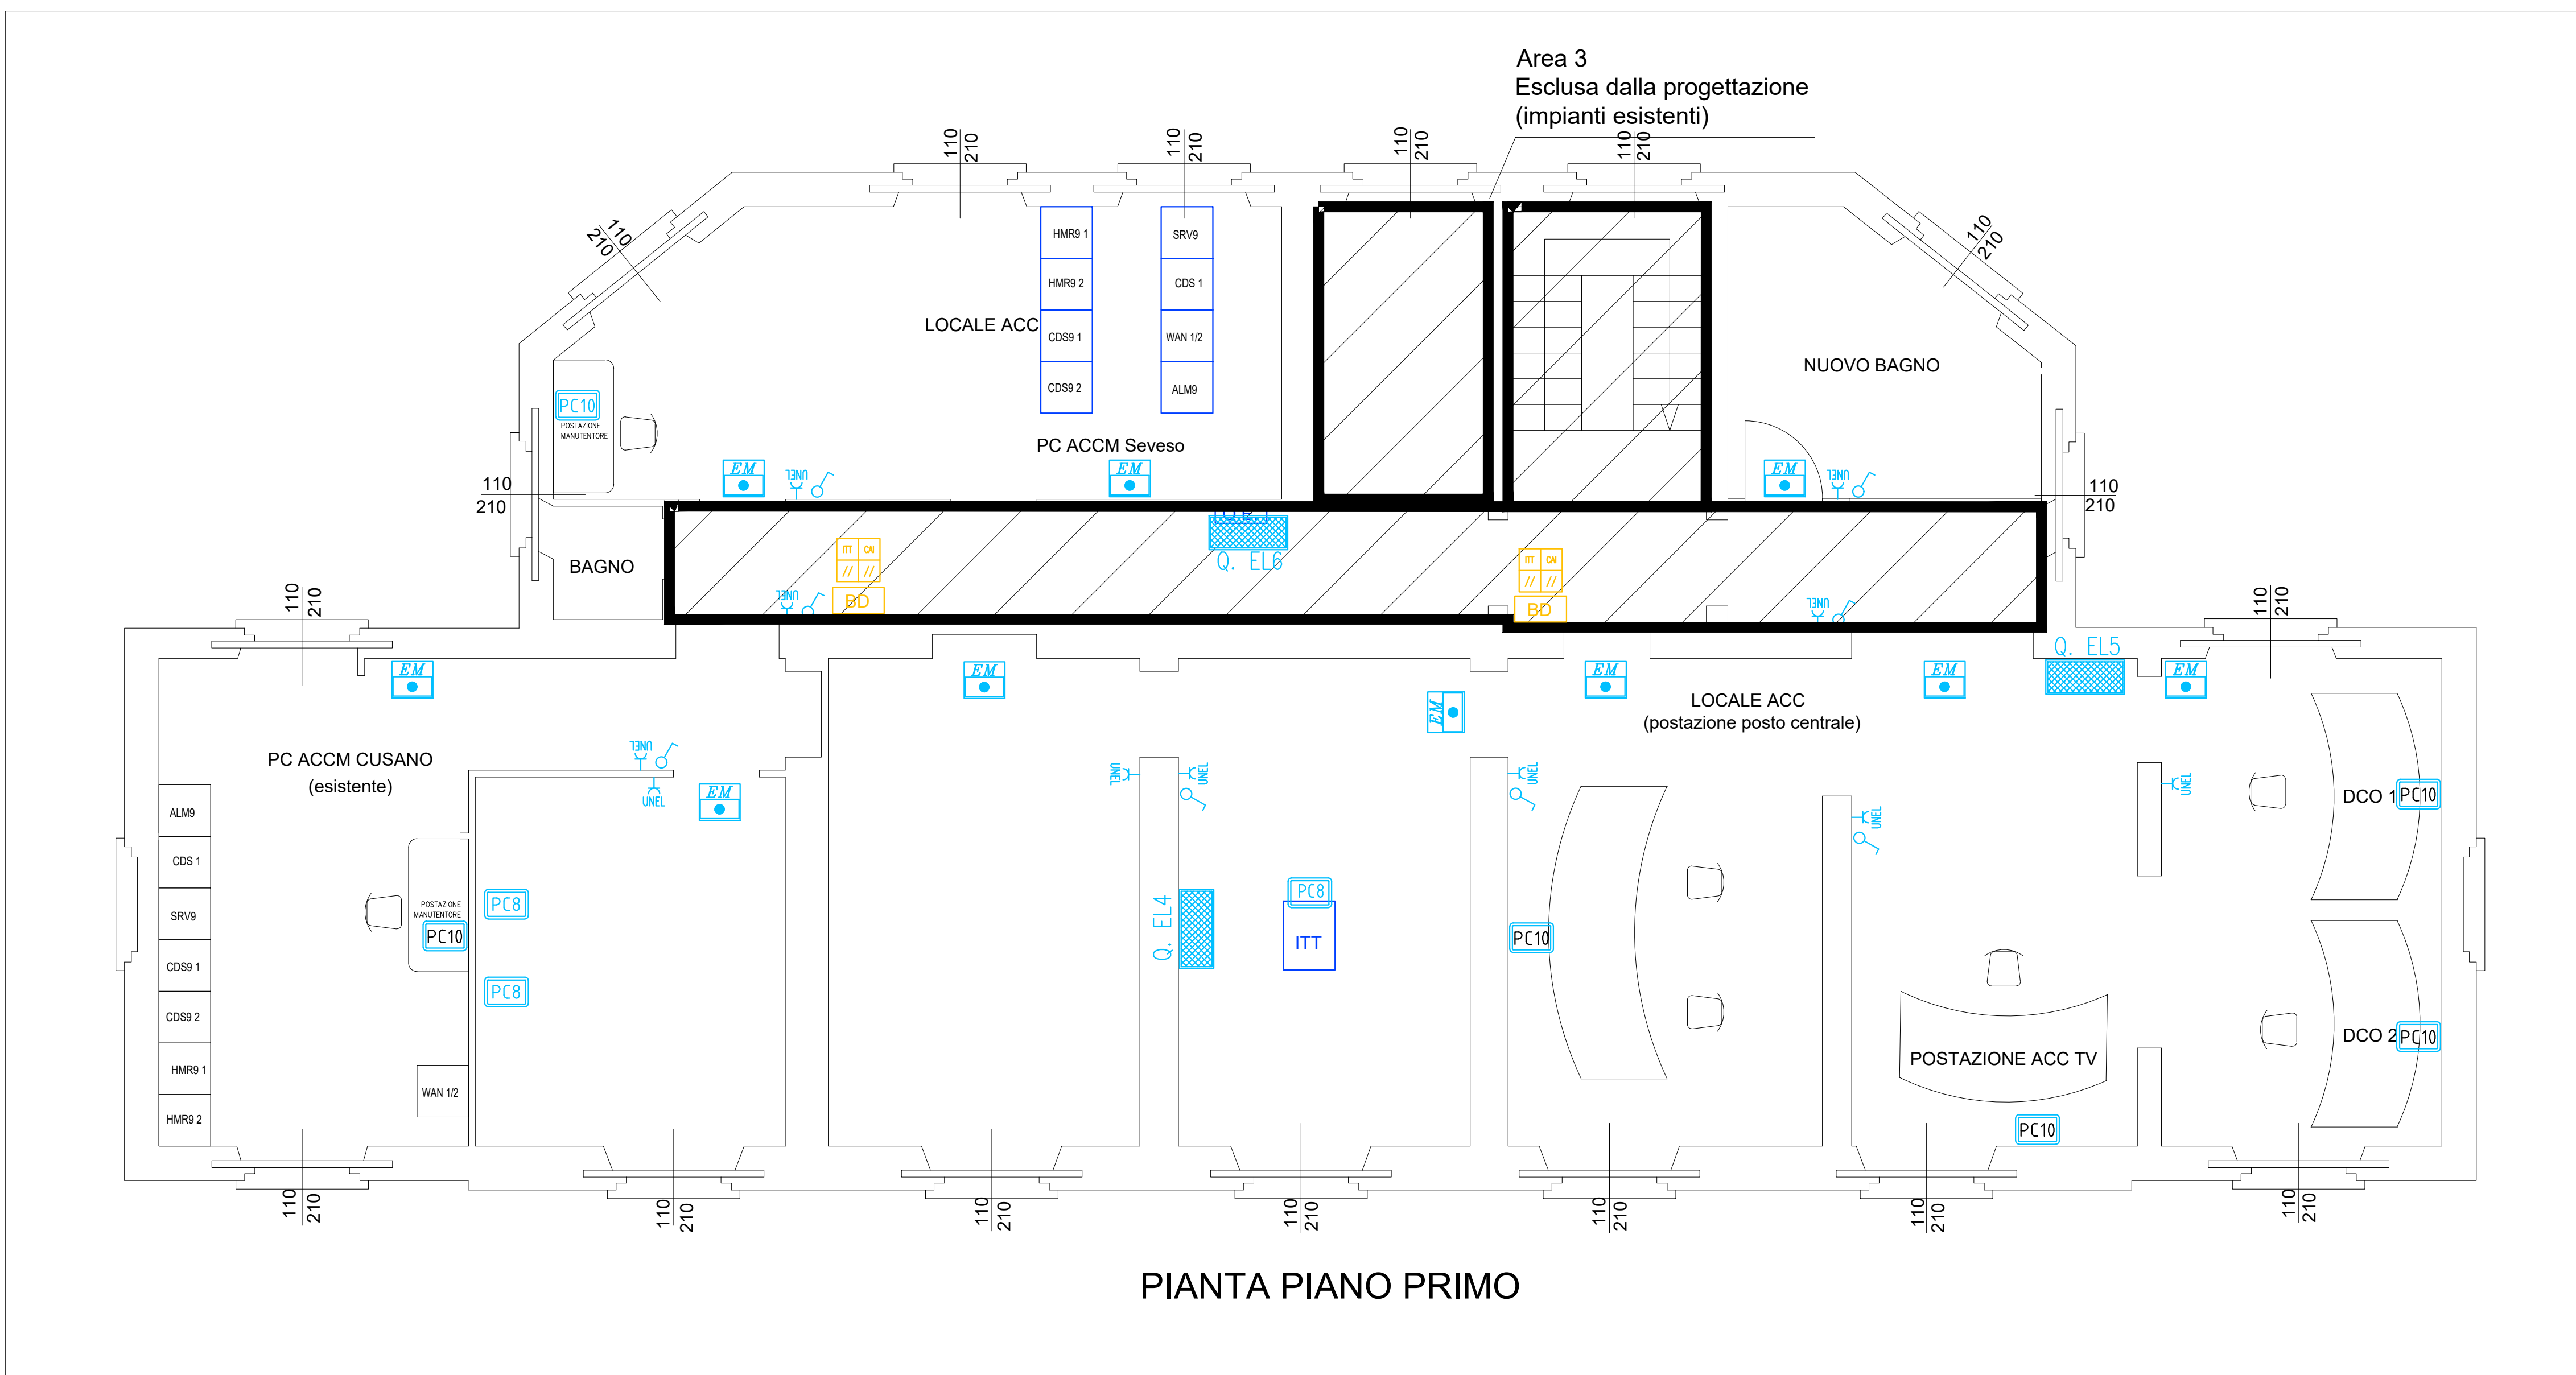 Area 3
Esclusa dalla progettazione
(impianti esistenti)
110
210
110
210
110
210
110
210
110
210
110
210
HMR9 1
SRV9
HMR9 2
CDS 1
LOCALE ACC
CDS9 1
WAN 1/2
CDS9 2
ALM9
NUOVO BAGNO
PC10
POSTAZIONE
MANUTENTORE
PC ACCM Seveso
EM
UNEL
EM
EM
UNEL
110
210
110
210
BAGNO
ITT CAI
// //
BD
Q. EL6
ITT CAI
// //
BD
UNEL
UNEL
110
210
110
210
Q. EL5
EM
EM
EM
EM
EM
EM
LOCALE ACC
(postazione posto centrale)
PC ACCM CUSANO
(esistente)
UNEL
UNEL
EM
UNEL
UNEL
UNEL
UNEL
UNEL
DCO 1
PC10
ALM9
CDS 1
SRV9
CDS9 1
CDS9 2
HMR9 1
HMR9 2
POSTAZIONE
MANUTENTORE
PC10
WAN 1/2
PC8
PC8
Q. EL4
PC8
ITT
PC10
POSTAZIONE ACC TV
PC10
DCO 2
PC10
110
210
110
210
110
210
110
210
110
210
110
210
110
210
PIANTA PIANO PRIMO